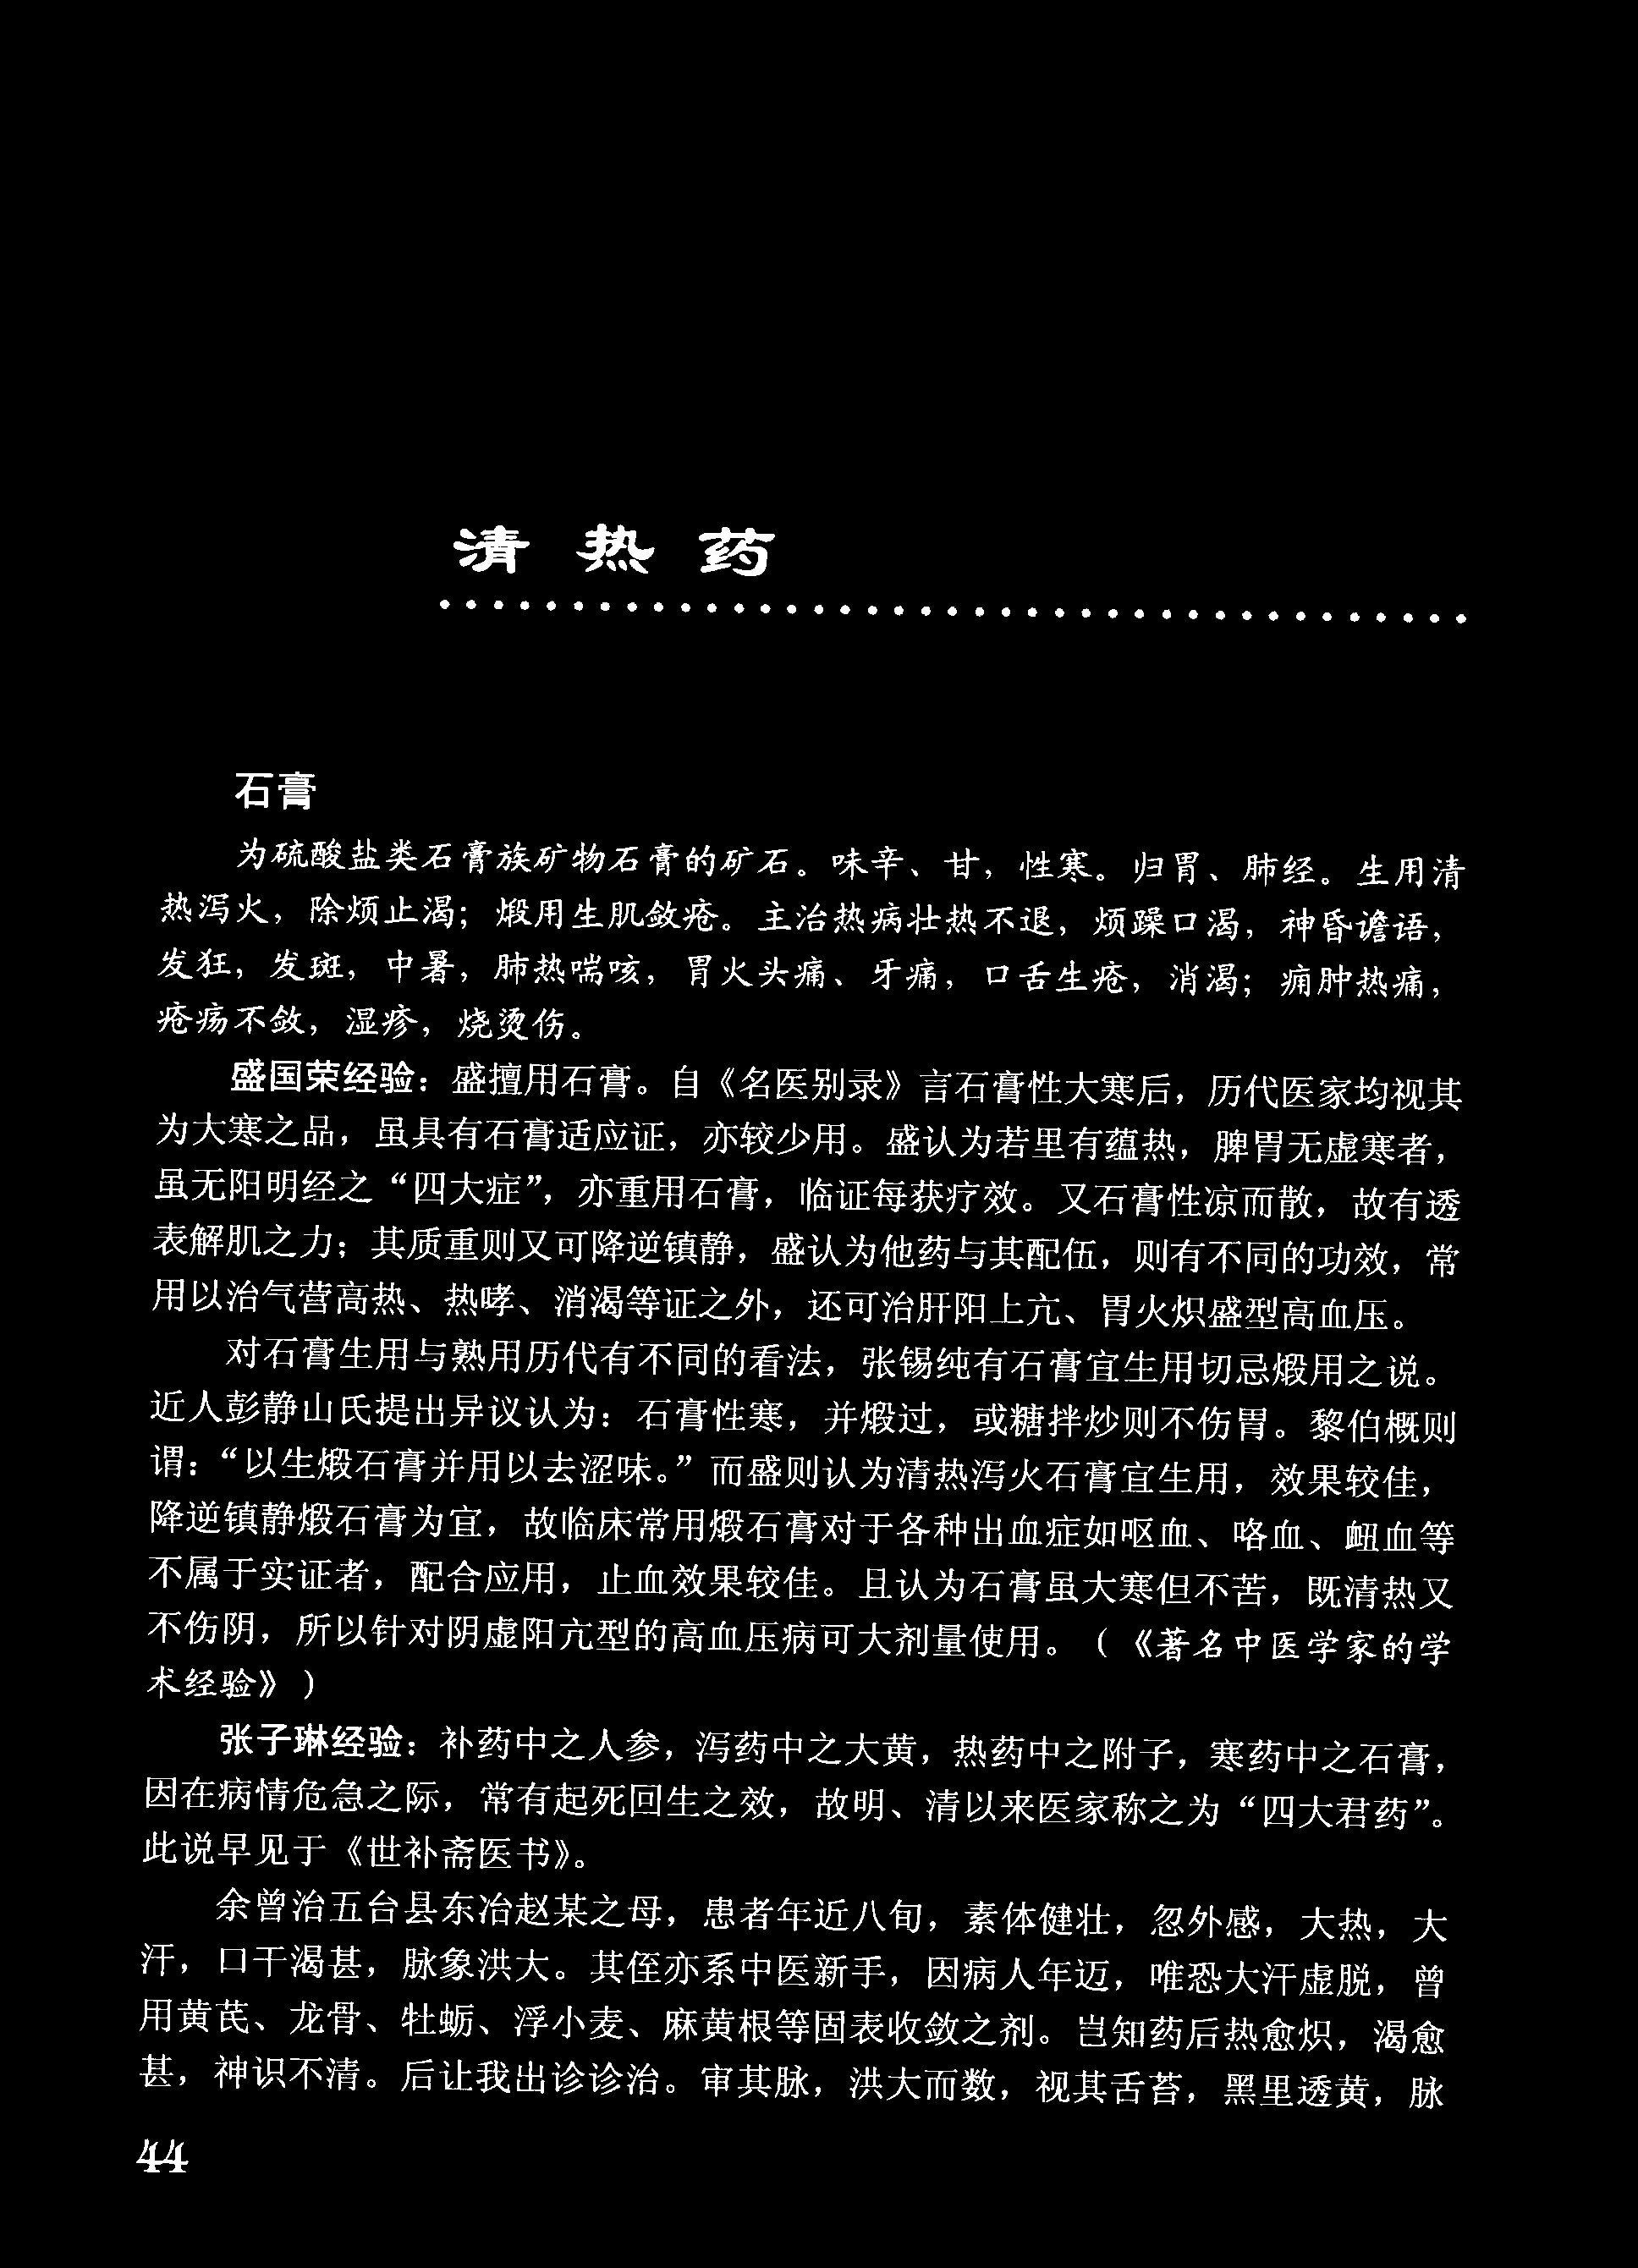 清热药
石膏
为硫酸盐类石膏族矿物石膏的矿石。味辛、甘，性寒。归胃、肺经。生用清
热泻火，除烦止渴；煅用生肌敛疮。主治热病壮热不退，烦躁口渴，神昏谵语，
发狂，发斑，中暑，肺热喘咳，胃火头痛、牙痛，口舌生疮，消渴；痈肿热痛，
疮疡不敛，湿疹，烧烫伤。
盛国荣经验：盛擅用石膏。自《名医别录》言石膏性大寒后，历代医家均视其
为大寒之品，虽具有石膏适应证，亦较少用。盛认为若里有蕴热，脾胃无虚寒者，
虽无阳明经之“四大症”，亦重用石膏，临证每获疗效。又石膏性凉而散，故有透
表解肌之力；其质重则又可降逆镇静，盛认为他药与其配伍，则有不同的功效，常
用以治气营高热、热哮、消渴等证之外，还可治肝阳上亢、胃火炽盛型高血压。
对石膏生用与熟用历代有不同的看法，张锡纯有石膏宜生用切忌煅用之说。
近人彭静山氏提出异议认为：石膏性寒，并煅过，或糖拌炒则不伤胃。黎伯概则
谓：“以生煅石膏并用以去涩味。”而盛则认为清热泻火石膏宜生用，效果较佳，
降逆镇静煅石膏为宜，故临床常用煅石膏对于各种出血症如呕血、咯血、衄血等
不属于实证者，配合应用，止血效果较佳。且认为石膏虽大寒但不苦，既清热又
不伤阴，所以针对阴虚阳亢型的高血压病可大剂量使用。（《著名中医学家的学
术经验》）
张子琳经验：补药中之人参，泻药中之大黄，热药中之附子，寒药中之石膏，
因在病情危急之际，常有起死回生之效，故明、清以来医家称之为“四大君药”。
此说早见于《世补斋医书》。
余曾治五台县东冶赵某之母，患者年近八旬，素体健壮，忽外感，大热，大
汗，口干渴甚，脉象洪大。其侄亦系中医新手，因病人年迈，唯恐大汗虚脱，曾
用黄芪、龙骨、牡蛎、浮小麦、麻黄根等固表收敛之剂。岂知药后热愈炽，渴愈
甚，神识不清。后让我出诊诊治。审其脉，洪大而数，视其舌苔，黑里透黄，脉
44